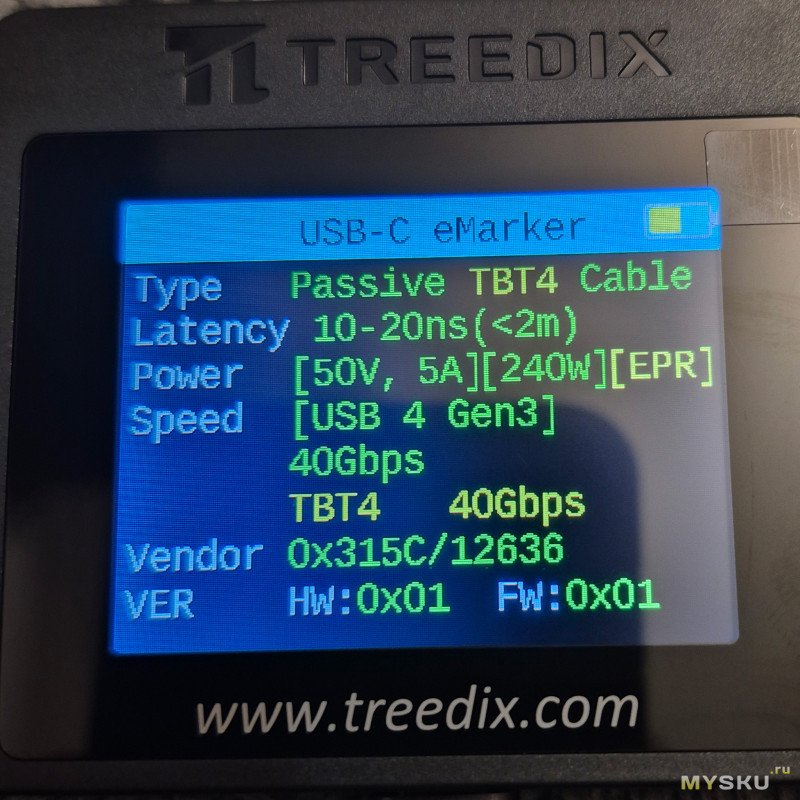 TREEDIX
USB-C eMarker
Type Passive TBT4 Cable
Latency 10-20ns(<2m)
Power [50V, 5A][240W][EPR]
Speed [USB 4 Gen3]
40Gbps
TBT4 40Gbps
Vendor 0x315C/12636
VER HW:0x01 FW:0x01
www.treedix.com
MYSKU.ru